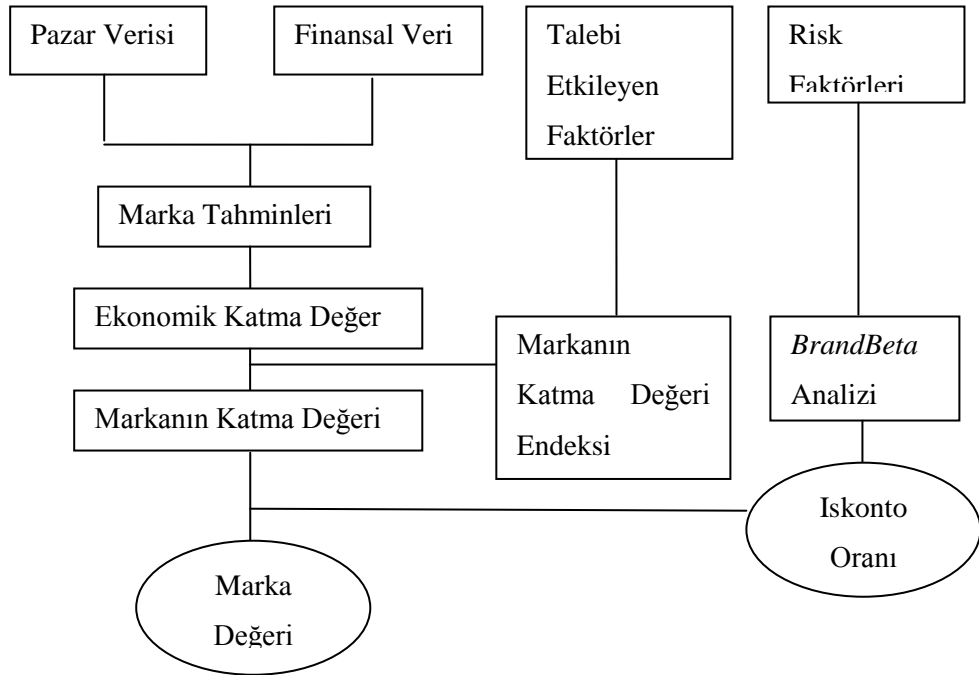 Pazar Verisi
Finansal Veri
Talebi
Etkileyen
Faktörler
Risk
Faktörleri
Marka Tahminleri
Ekonomik Katma Değer
Markanın Katma Değeri
Markanın
Katma Değeri
Endeksi
BrandBeta
Analizi
Iskonto
Oranı
Marka
Değeri